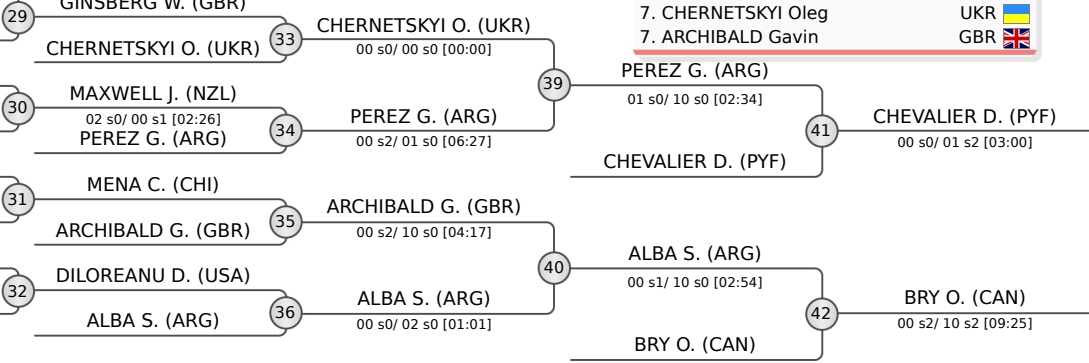 GINSBERG W. (GBR)
29
CHERNETSKYI O. (UKR)
33
CHERNETSKYI O. (UKR)
00 s0/ 00 s0 [00:00]
7. CHERNETSKYI Oleg UKR
7. ARCHIBALD Gavin GBR
39
PEREZ G. (ARG)
01 s0/ 10 s0 [02:34]
30
MAXWELL J. (NZL)
02 s0/ 00 s1 [02:26]
PEREZ G. (ARG)
34
PEREZ G. (ARG)
00 s2/ 01 s0 [06:27]
41
CHEVALIER D. (PYF)
00 s0/ 01 s2 [03:00]
CHEVALIER D. (PYF)
31
MENA C. (CHI)
ARCHIBALD G. (GBR)
35
ARCHIBALD G. (GBR)
00 s2/ 10 s0 [04:17]
40
ALBA S. (ARG)
00 s1/ 10 s0 [02:54]
32
DILOREANU D. (USA)
ALBA S. (ARG)
36
ALBA S. (ARG)
00 s0/ 02 s0 [01:01]
42
BRY O. (CAN)
00 s2/ 10 s2 [09:25]
BRY O. (CAN)